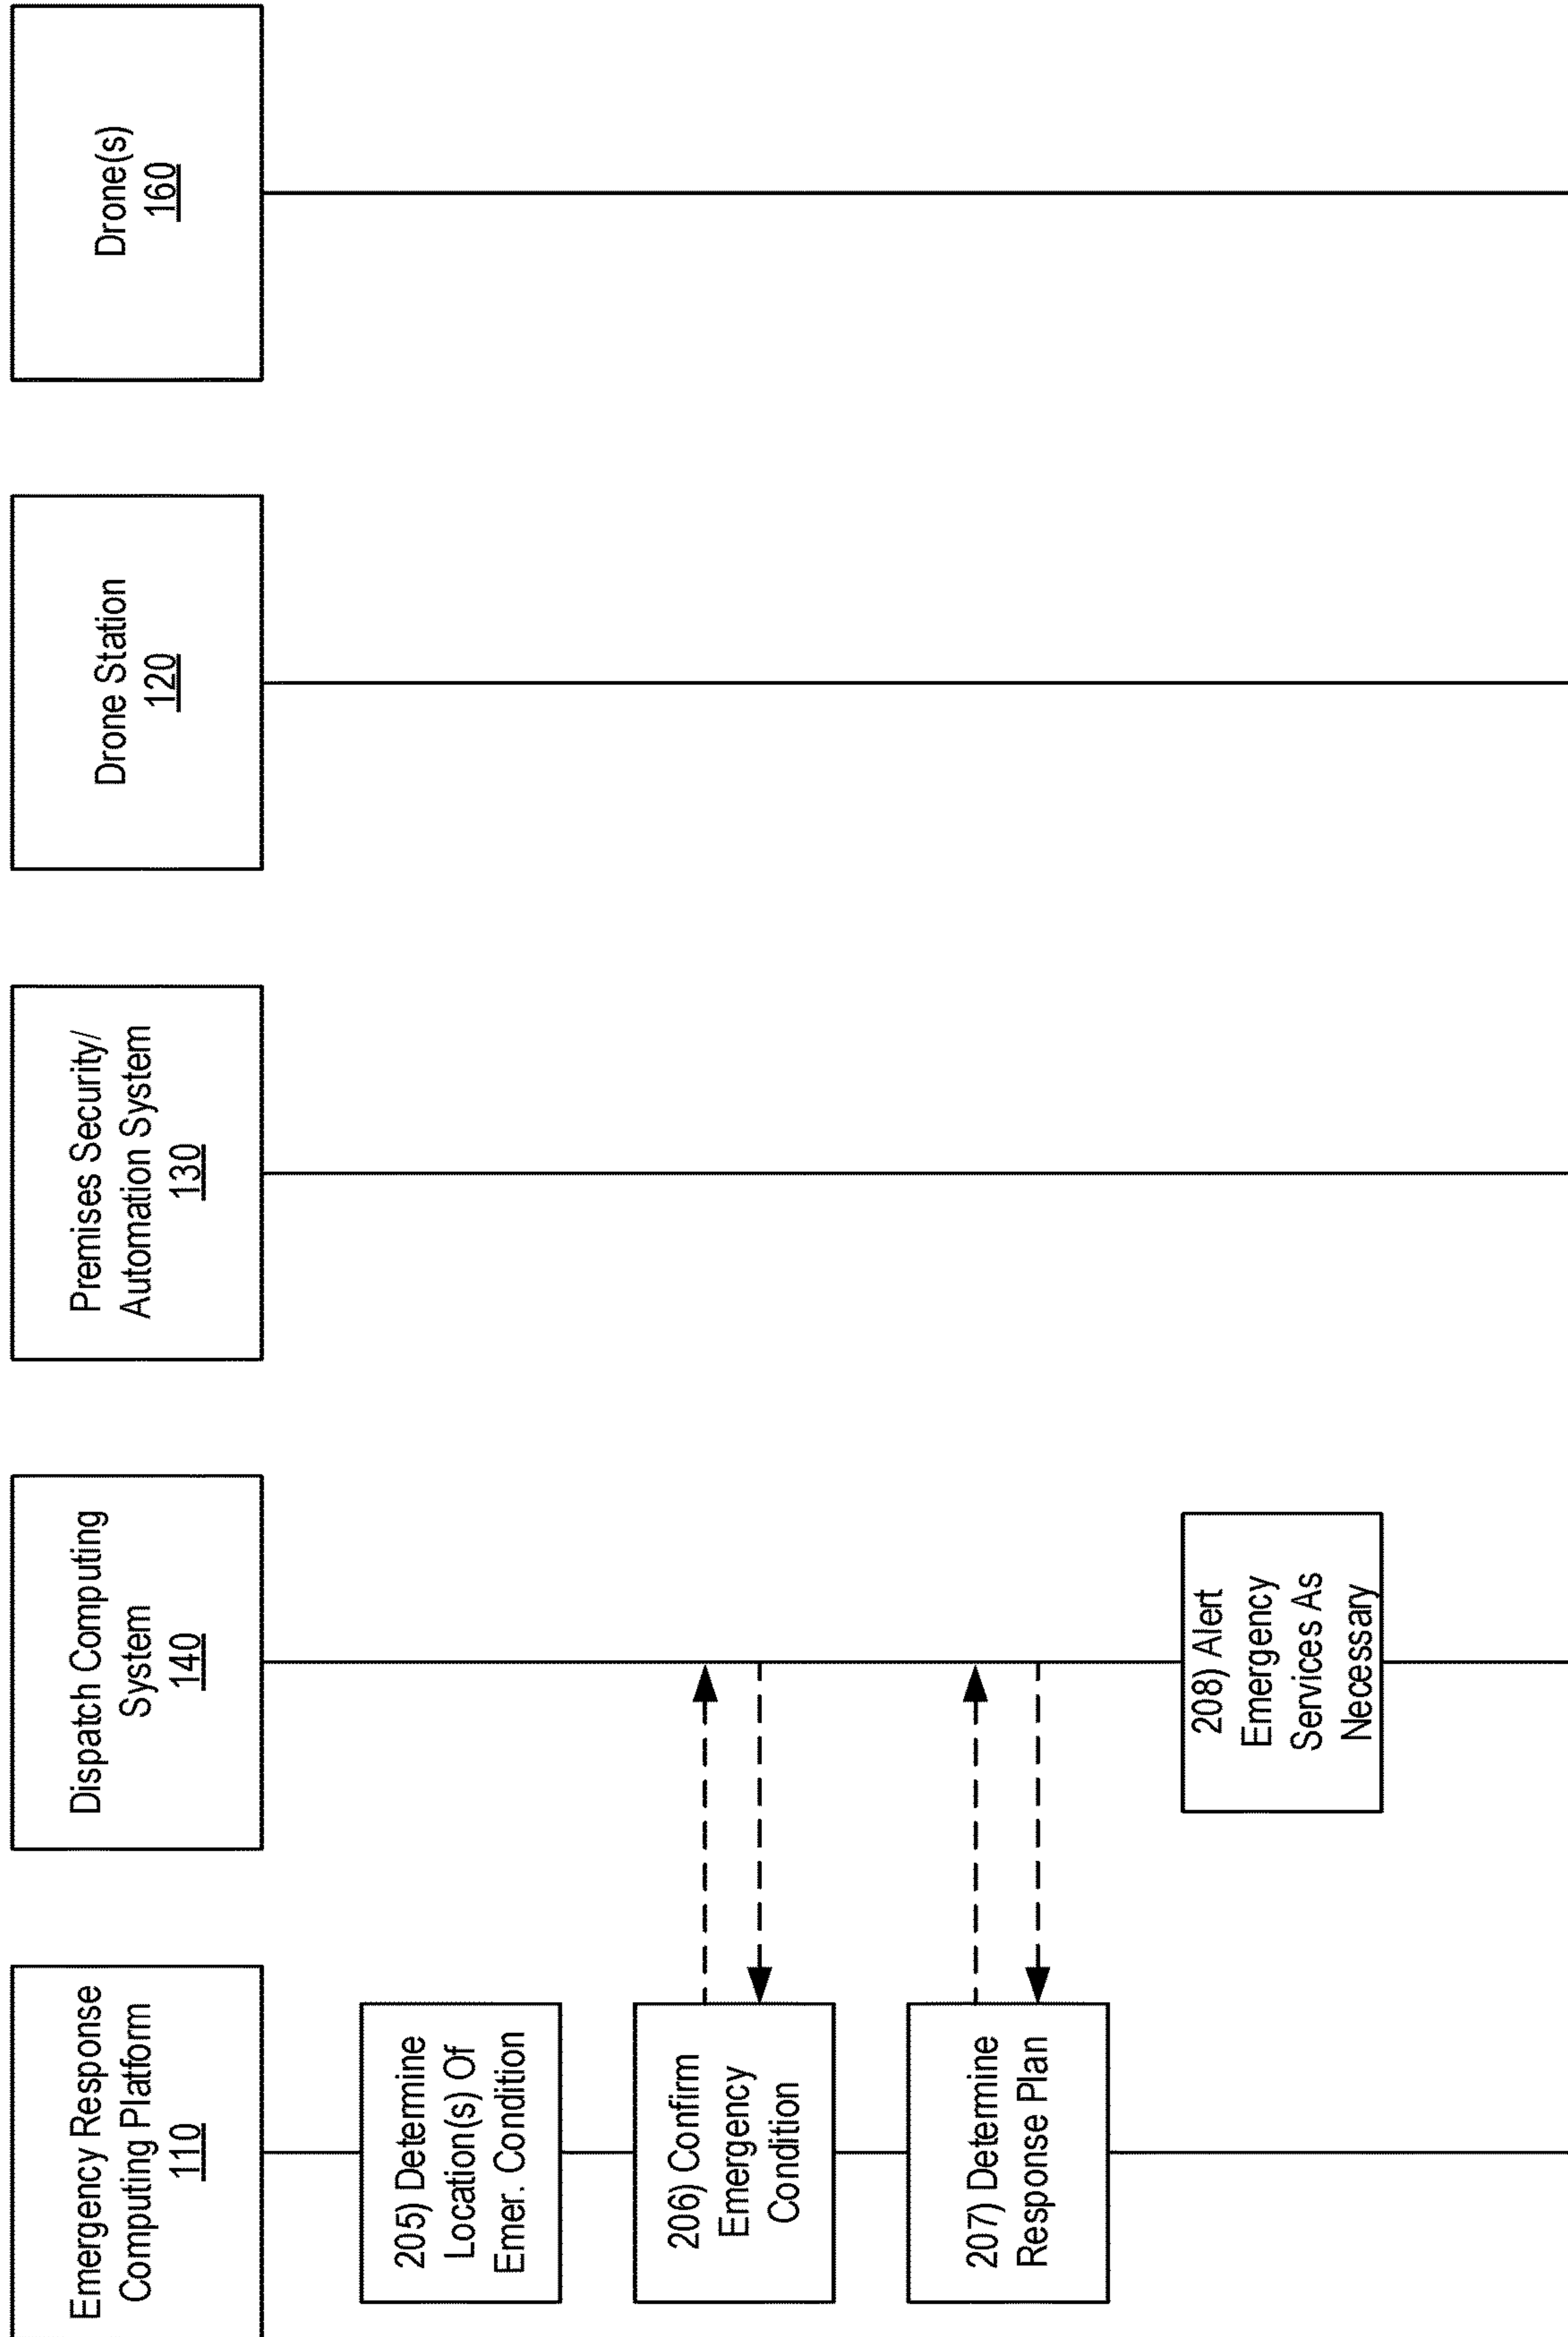 Emergency Response
Computing Platform
110
Dispatch Computing
System
140
Premises Security/
Automation System
130
Drone Station
120
Drone(s)
160
205) Determine
Location(s) Of
Emer. Condition
206) Confirm
Emergency
Condition
207) Determine
Response Plan
208) Alert
Emergency
Services As
Necessary